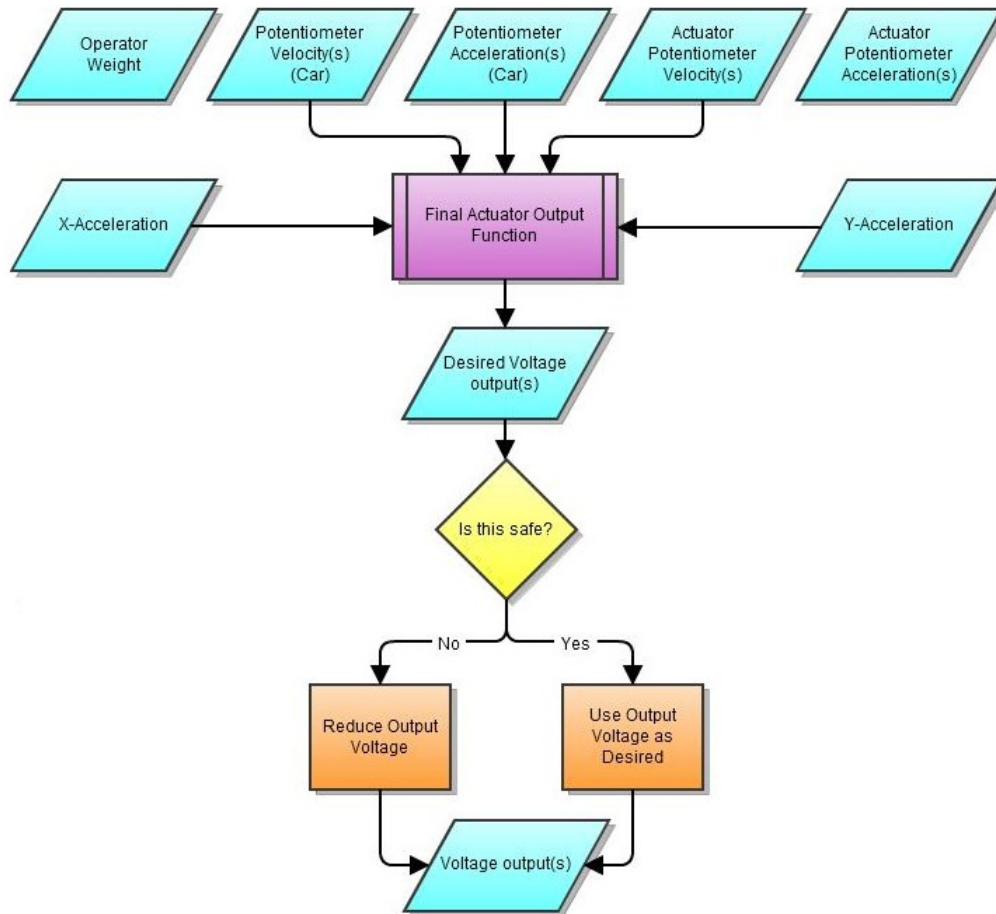 Operator
Weight
Potentiometer
Velocity(s)
(Car)
Potentiometer
Acceleration(s)
(Car)
Actuator
Potentiometer
Velocity(s)
Actuator
Potentiometer
Acceleration(s)
X-Acceleration
Final Actuator Output
Function
Y-Acceleration
Desired Voltage
output(s)
Is this safe?
No
Yes
Reduce Output
Voltage
Use Output
Voltage as
Desired
Voltage output(s)